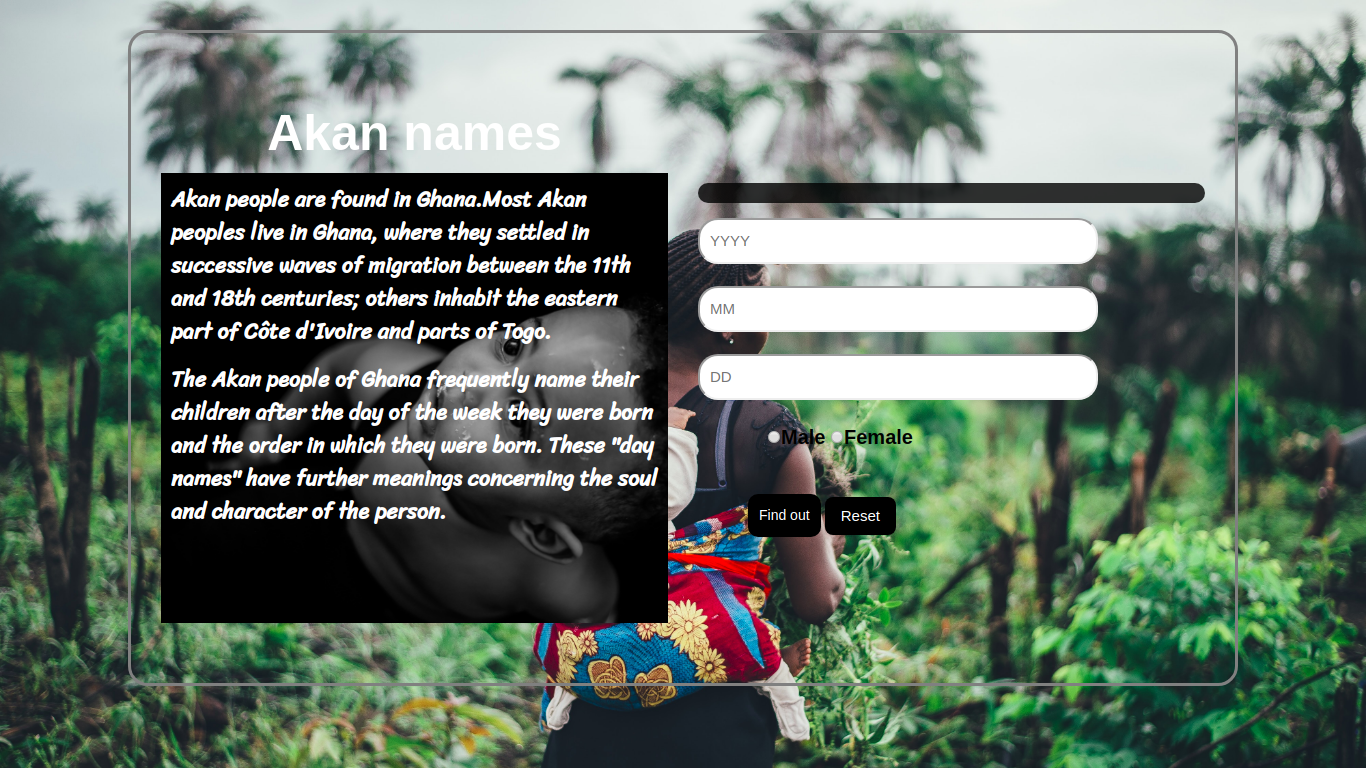 Akan names
Akan people are found in Ghana.Most Akan
peoples live in Ghana, where they settled in
successive waves of migration between the 11th
and 18th centuries; others inhabit the eastern
part of Côte d'Ivoire and parts of Togo.
The Akan people of Ghana frequently name their
children after the day of the week they were born
and the order in which they were born. These "day
names" have further meanings concerning the soul
and character of the person.
YYYY
MM
DD
Male Female
Find out Reset